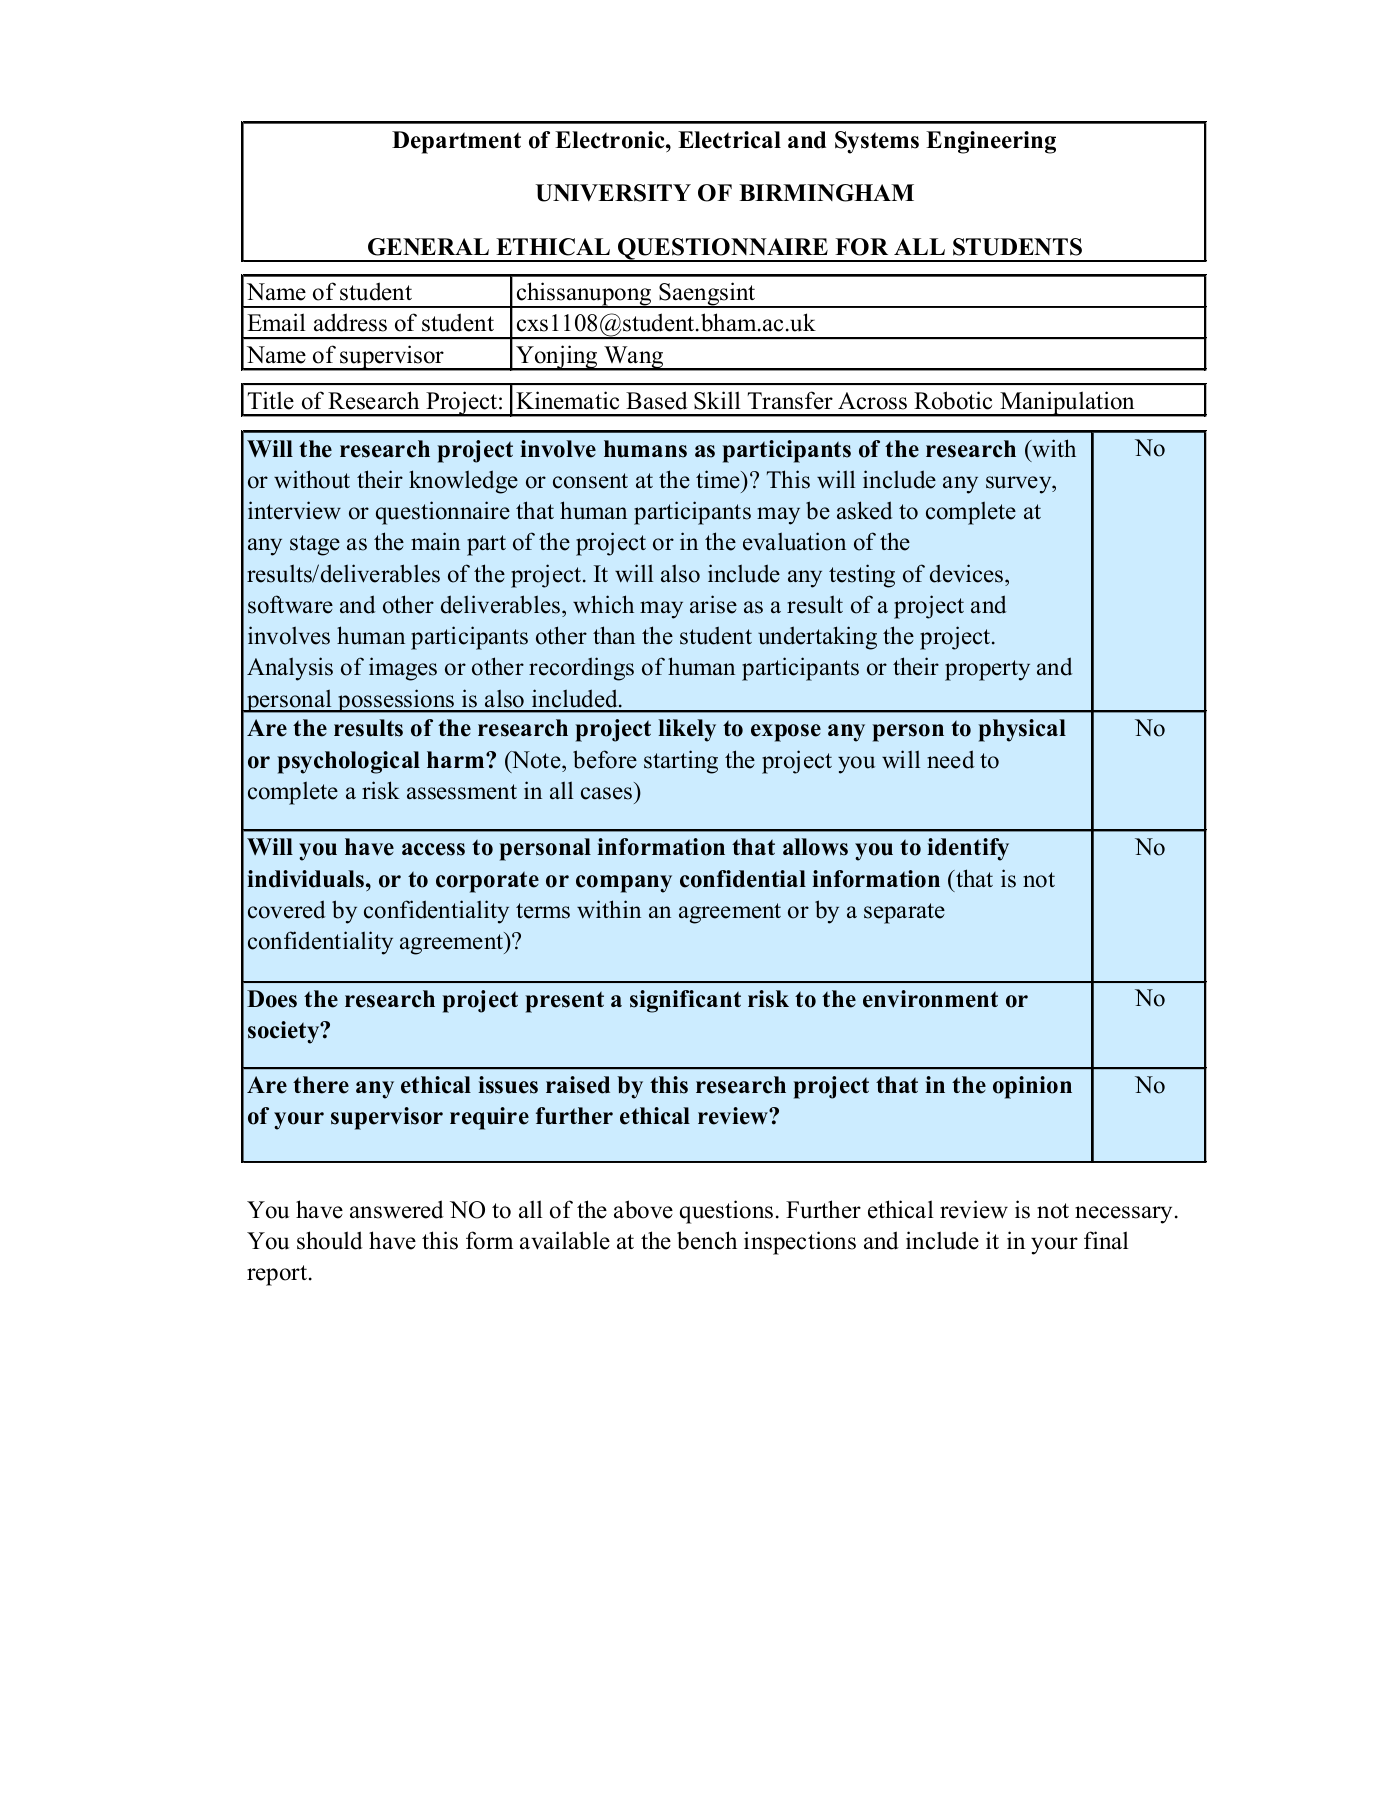 Department of Electronic, Electrical and Systems Engineering
UNIVERSITY OF BIRMINGHAM
GENERAL ETHICAL QUESTIONNAIRE FOR ALL STUDENTS
Name of student chissanupong Saengsint
Email address of student cxs1108@student.bham.ac.uk
Name of supervisor Yonjing Wang
Title of Research Project: Kinematic Based Skill Transfer Across Robotic Manipulation
Will the research project involve humans as participants of the research (with No
or without their knowledge or consent at the time)? This will include any survey,
interview or questionnaire that human participants may be asked to complete at
any stage as the main part of the project or in the evaluation of the
results/deliverables of the project. It will also include any testing of devices,
software and other deliverables, which may arise as a result of a project and
involves human participants other than the student undertaking the project.
Analysis of images or other recordings of human participants or their property and
personal possessions is also included.
Are the results of the research project likely to expose any person to physical No
or psychological harm? (Note, before starting the project you will need to
complete a risk assessment in all cases)
Will you have access to personal information that allows you to identify No
individuals, or to corporate or company confidential information (that is not
covered by confidentiality terms within an agreement or by a separate
confidentiality agreement)?
Does the research project present a significant risk to the environment or No
society?
Are there any ethical issues raised by this research project that in the opinion No
of your supervisor require further ethical review?
You have answered NO to all of the above questions. Further ethical review is not necessary.
You should have this form available at the bench inspections and include it in your final
report.